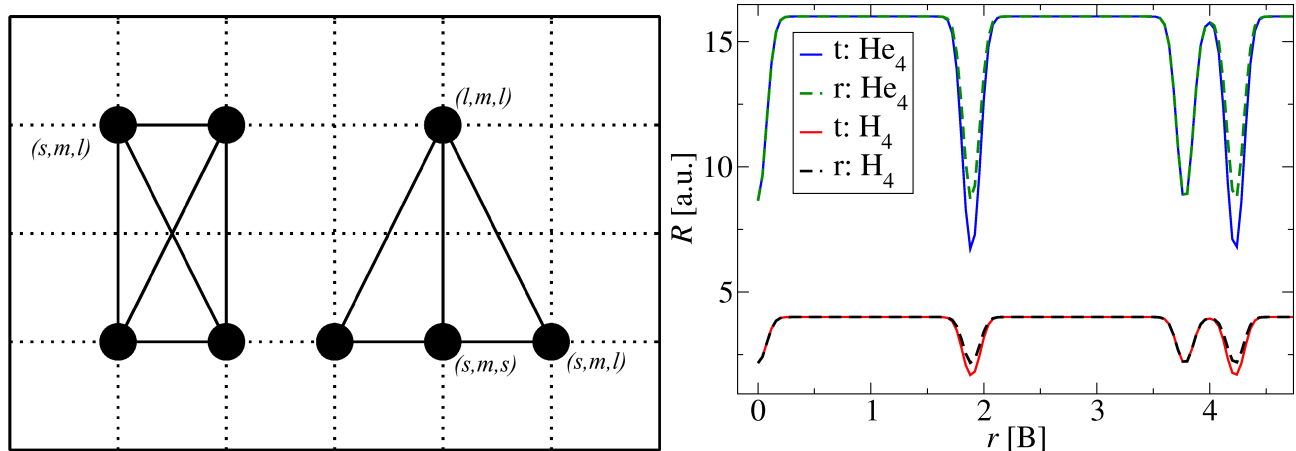 (s,m,l)
(l,m,l)
(s,m,s)
(s,m,l)
R [a.u.]
15
10
5
t: He4
r: He4
t: H4
r: H4
0 1 2 3 4
r [B]